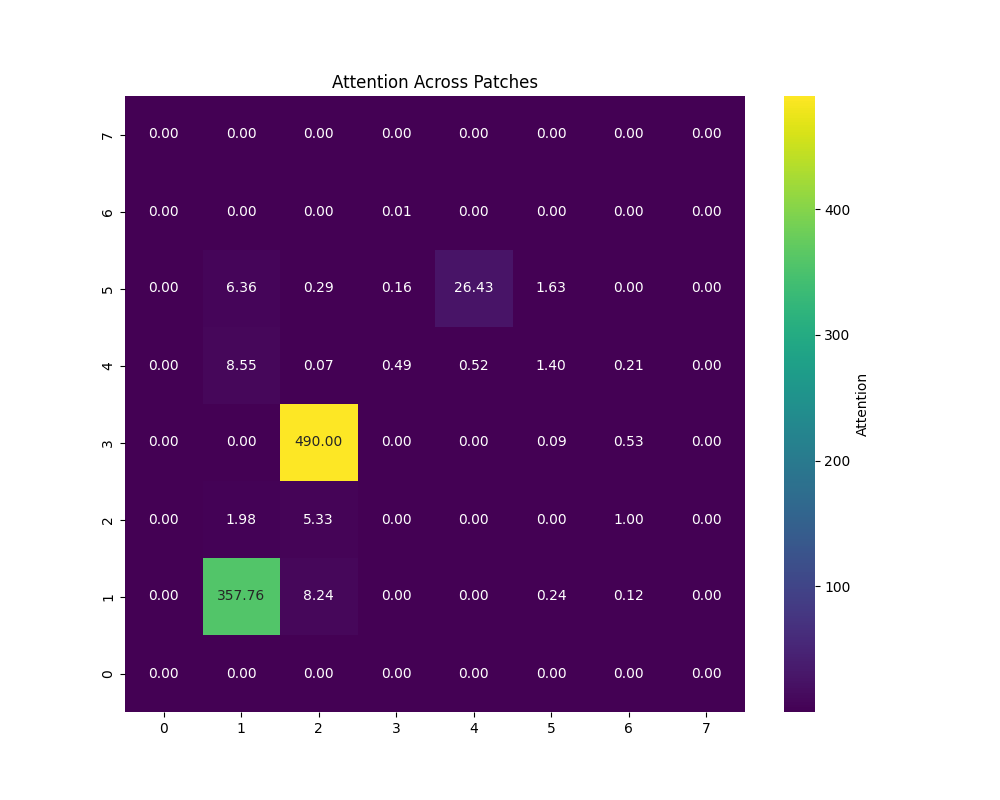 Attention Across Patches
7 0.00 0.00 0.00 0.00 0.00 0.00 0.00 0.00
6 0.00 0.00 0.00 0.01 0.00 0.00 0.00 0.00
5 0.00 6.36 0.29 0.16 26.43 1.63 0.00 0.00
4 0.00 8.55 0.07 0.49 0.52 1.40 0.21 0.00
3 0.00 0.00 490.00 0.00 0.00 0.09 0.53 0.00
2 0.00 1.98 5.33 0.00 0.00 0.00 1.00 0.00
1 0.00 357.76 8.24 0.00 0.00 0.24 0.12 0.00
0 0.00 0.00 0.00 0.00 0.00 0.00 0.00 0.00
0 1 2 3 4 5 6 7
400
300
200
100
Attention